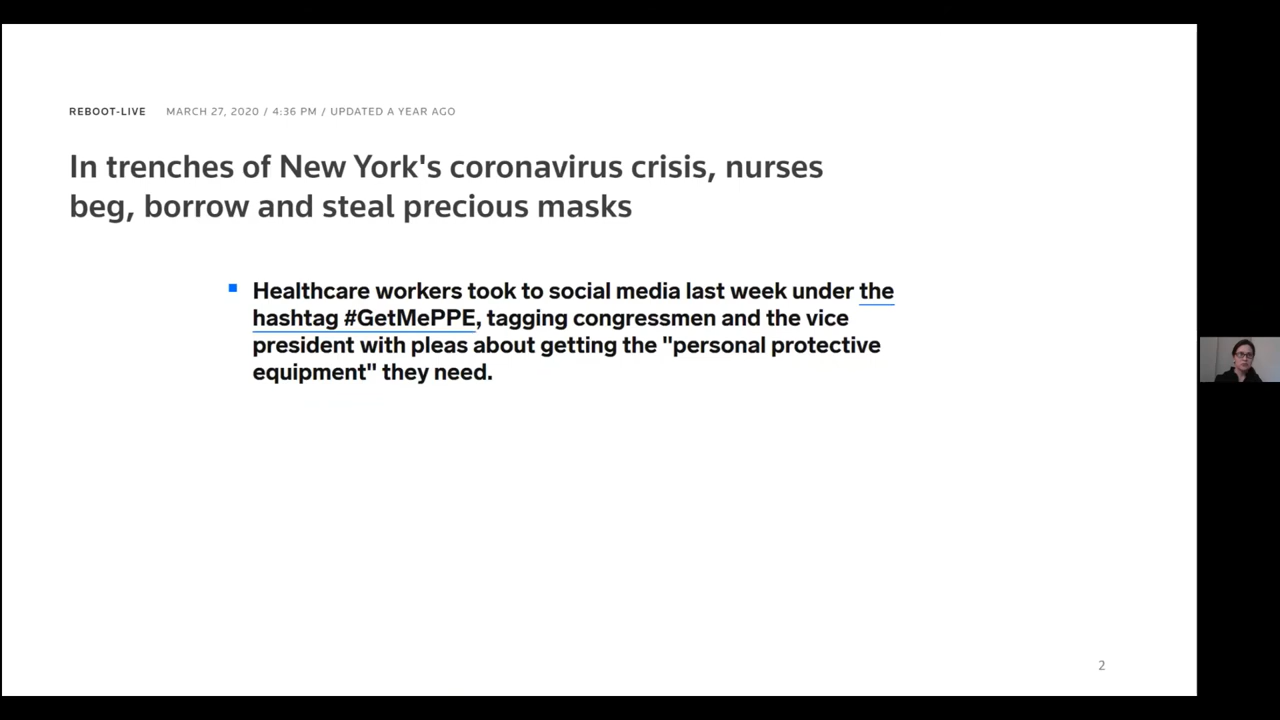 REBOOT-LIVE MARCH 27, 2020 / 4:36 PM / UPDATED A YEAR AGO
In trenches of New York's coronavirus crisis, nurses
beg, borrow and steal precious masks
Healthcare workers took to social media last week under the
hashtag #GetMePPE, tagging congressmen and the vice
president with pleas about getting the "personal protective
equipment" they need.
2